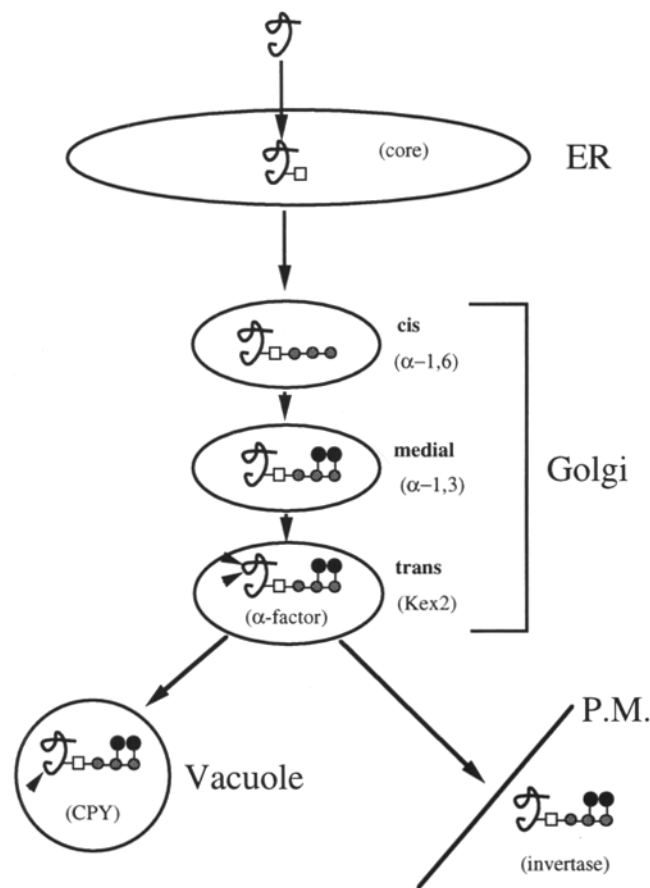 (core)
ER
cis
(α−1,6)
medial
(α−1,3)
Golgi
trans
(Kex2)
(α-factor)
P.M.
Vacuole
(CPY)
(invertase)